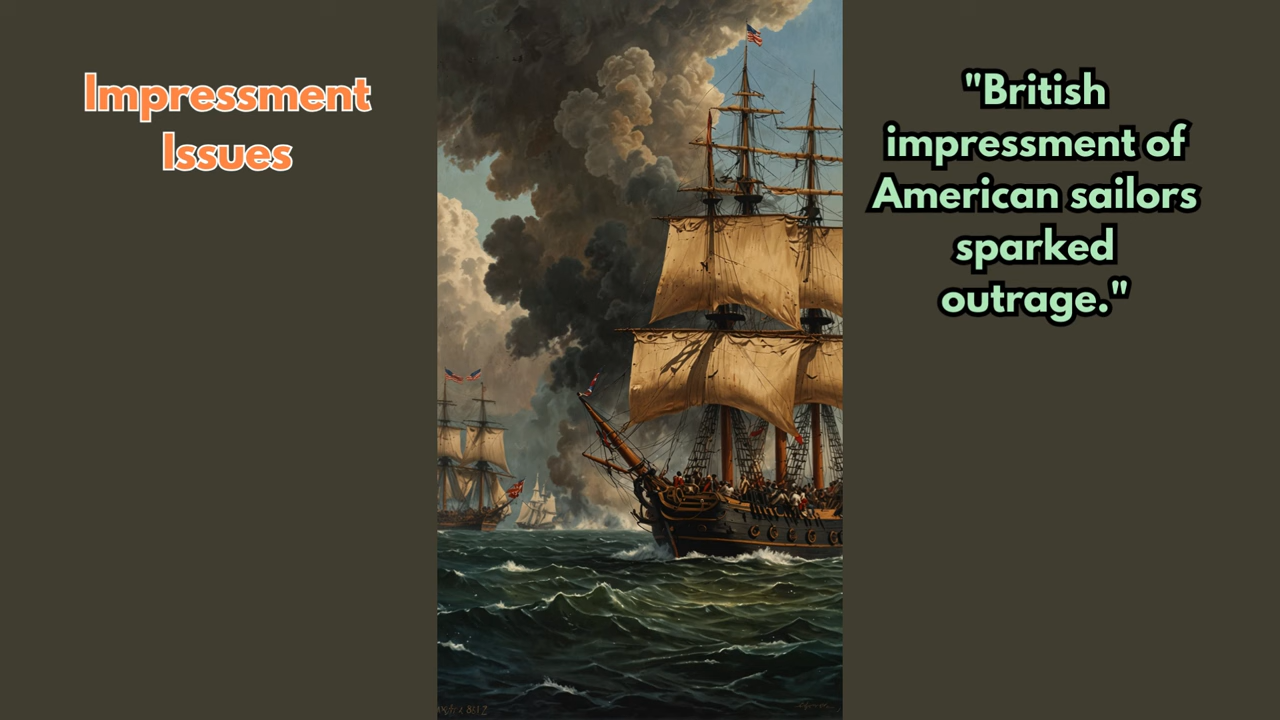 Impressment
Issues
"British
impressment of
American sailors
sparked
outrage."